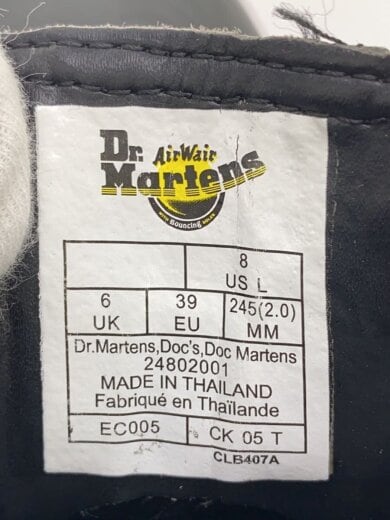 Dr. AirWair
Martens
With Bouncing Soles
8
US L
6 39 245(2.0)
UK EU MM
Dr.Martens,Doc's,Doc Martens
24802001
MADE IN THAILAND
Fabriqué en Thaïlande
EC005 CK 05 T
CLB407A